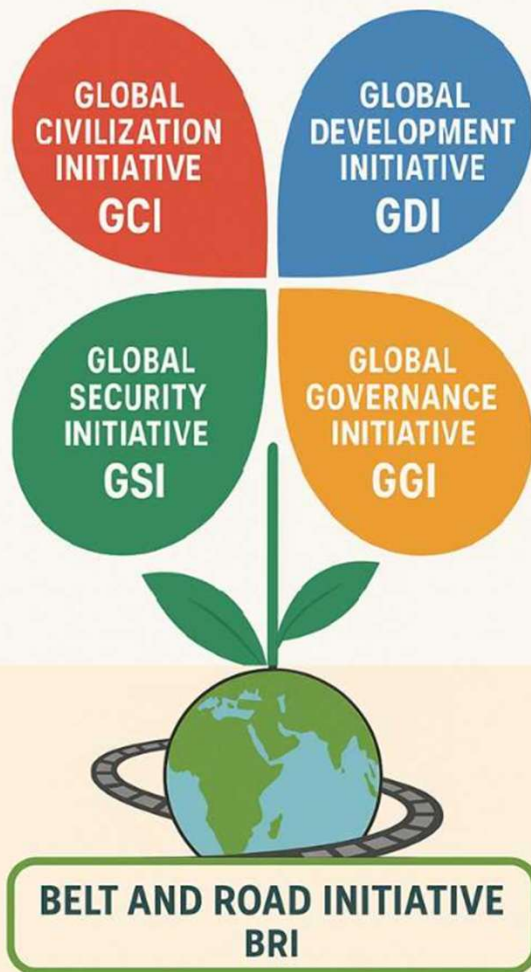 GLOBAL
CIVILIZATION
INITIATIVE
GCI
GLOBAL
DEVELOPMENT
INITIATIVE
GDI
GLOBAL
SECURITY
INITIATIVE
GSI
GLOBAL
GOVERNANCE
INITIATIVE
GGI
BELT AND ROAD INITIATIVE
BRI